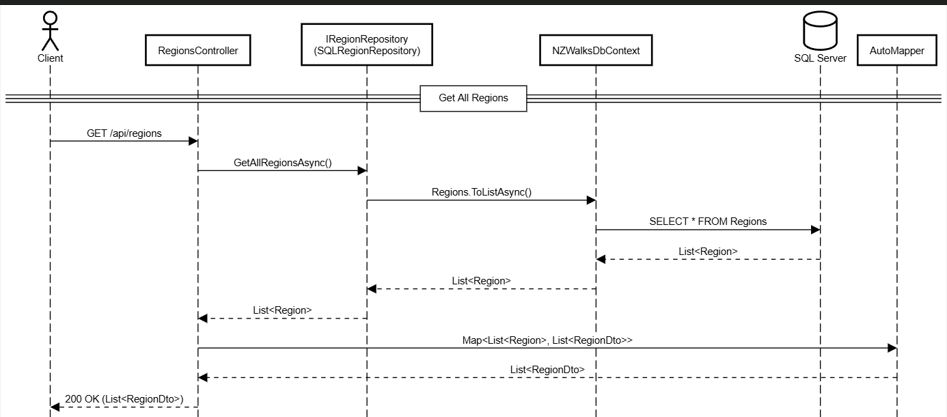 Client
RegionsController
IRegionRepository
(SQLRegionRepository)
NZWalksDbContext
SQL Server
AutoMapper
Get All Regions
GET /api/regions
GetAllRegionsAsync()
Regions.ToListAsync()
SELECT * FROM Regions
List<Region>
List<Region>
List<Region>
Map<List<Region>, List<RegionDto>>
List<RegionDto>
200 OK (List<RegionDto>)